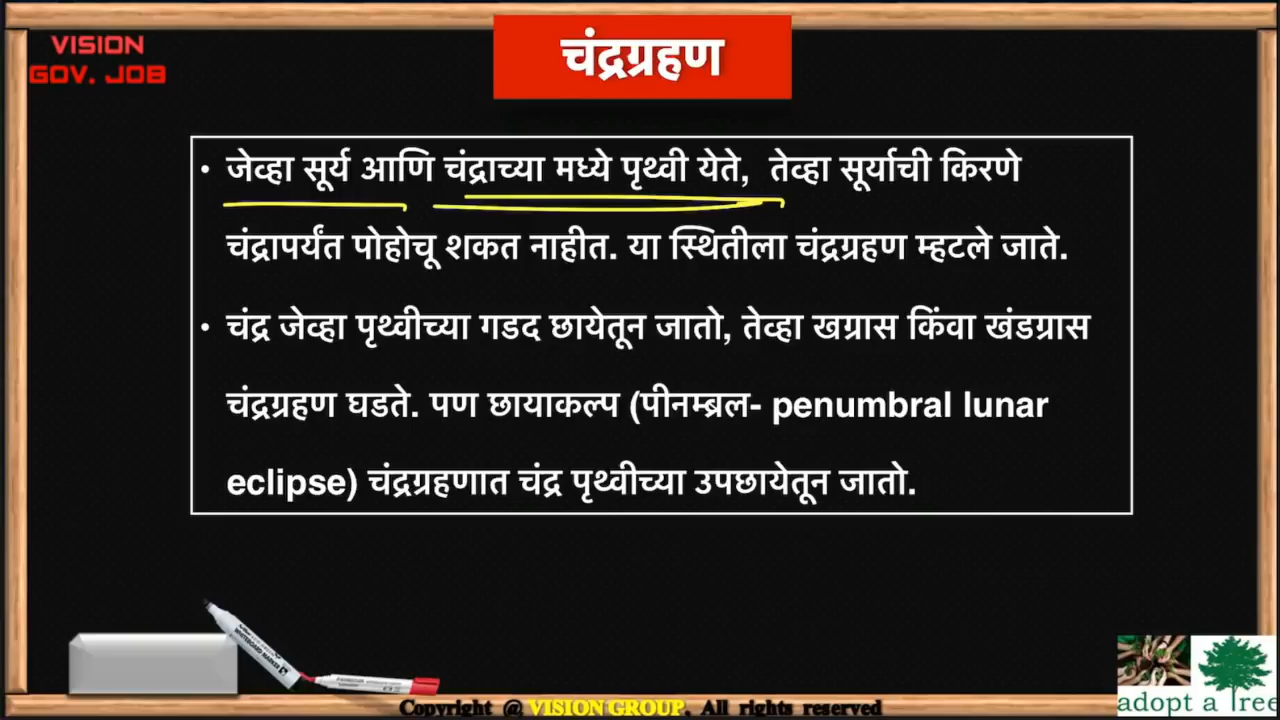 VISION
GOV. JOB
चंद्रग्रहण
• जेव्हा सूर्य आणि चंद्राच्या मध्ये पृथ्वी येते, तेव्हा सूर्याची किरणे
चंद्रापर्यंत पोहोचू शकत नाहीत. या स्थितीला चंद्रग्रहण म्हटले जाते.
• चंद्र जेव्हा पृथ्वीच्या गडद छायेतून जातो, तेव्हा खग्रास किंवा खंडग्रास
चंद्रग्रहण घडते. पण छायाकल्प (पीनम्ब्रल- penumbral lunar
eclipse) चंद्रग्रहणात चंद्र पृथ्वीच्या उपछायेतून जातो.
adopt a Tree
Copyright @ VISION GROUP. All rights reserved